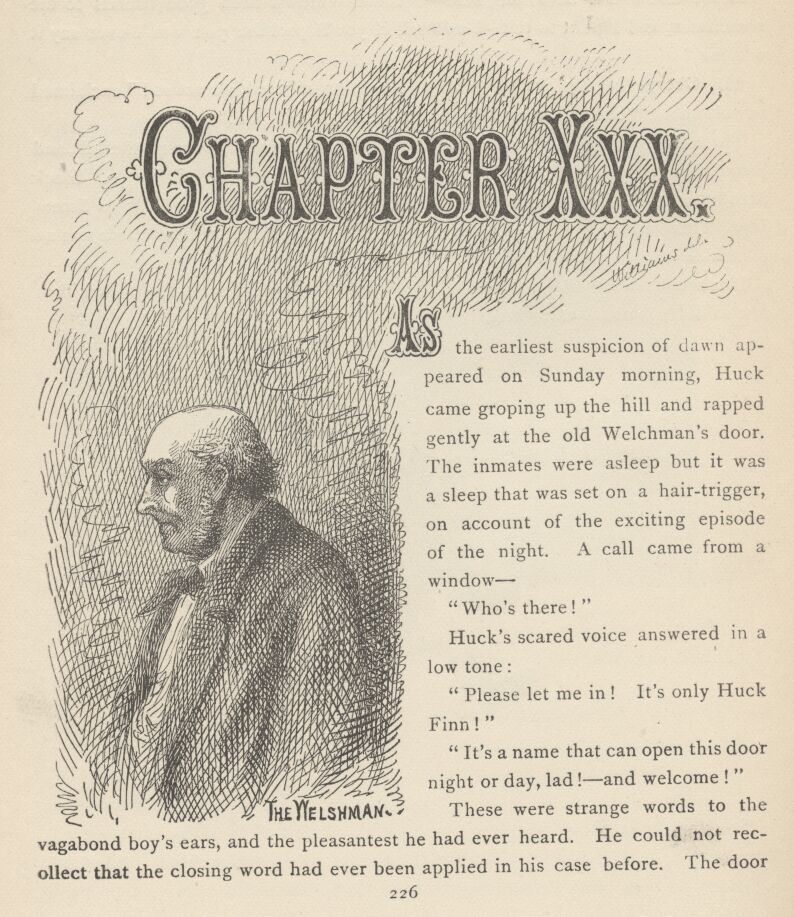 CHAPTER XXX.
Williams del.
AS the earliest suspicion of dawn ap-
peared on Sunday morning, Huck
came groping up the hill and rapped
gently at the old Welchman's door.
The inmates were asleep but it was
a sleep that was set on a hair-trigger,
on account of the exciting episode
of the night. A call came from a
window—
"Who's there!"
Huck's scared voice answered in a
low tone:
"Please let me in! It's only Huck
Finn!"
"It's a name that can open this door
night or day, lad!—and welcome!"
These were strange words to the
THE WELSHMAN.
vagabond boy's ears, and the pleasantest he had ever heard. He could not rec-
ollect that the closing word had ever been applied in his case before. The door
226